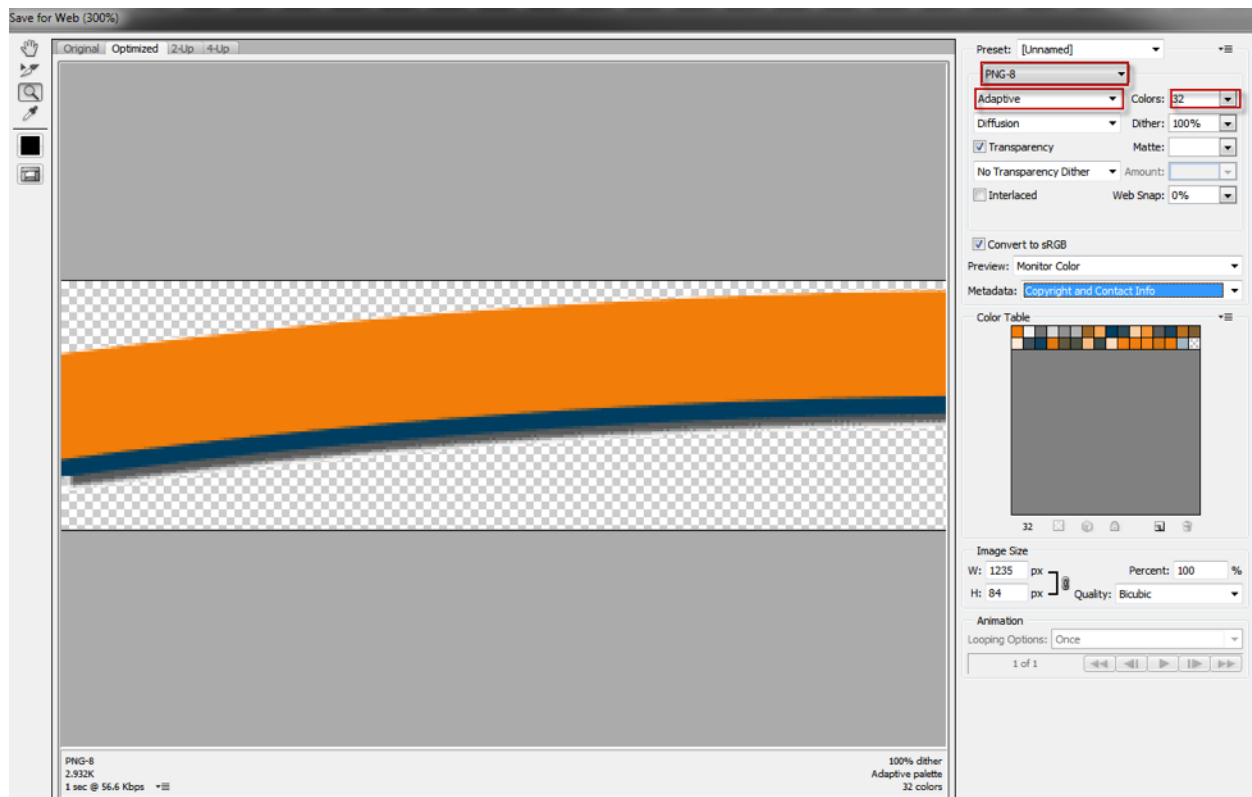 Save for Web (300%)
Original Optimized 2-Up 4-Up
Preset: [Unnamed]
PNG-8
Adaptive Colors: 32
Diffusion Dither: 100%
Transparency Matte:
No Transparency Dither Amount:
Interlaced Web Snap: 0%
Convert to sRGB
Preview: Monitor Color
Metadata: Copyright and Contact Info
Color Table
32
Image Size
W: 1235 px Percent: 100 %
H: 84 px Quality: Bicubic
Animation
Looping Options: Once
1 of 1
PNG-8 100% dither
2.932K Adaptive palette
1 sec @ 56.6 Kbps 32 colors